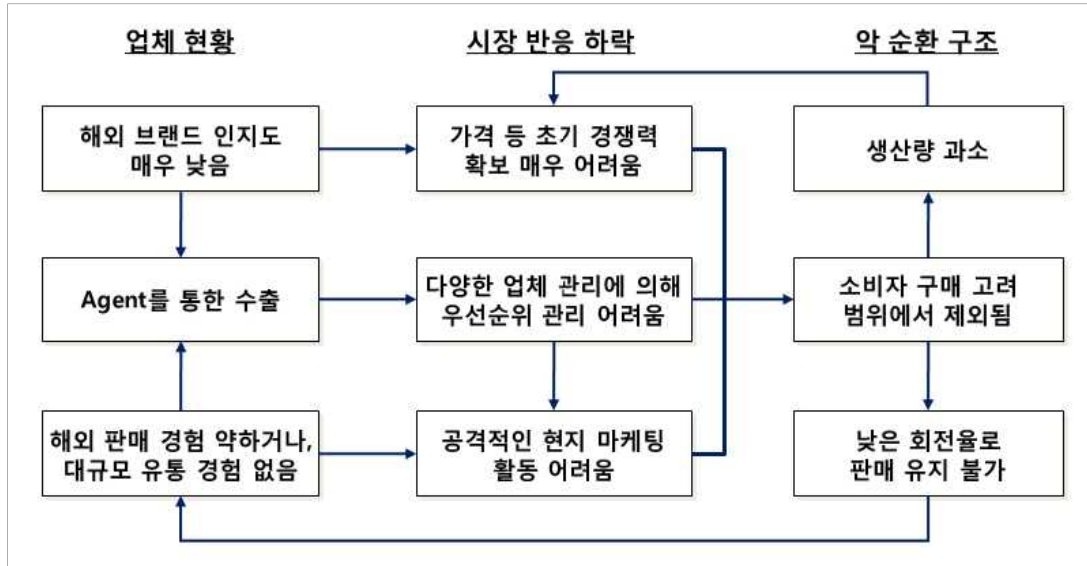 업체 현황
시장 반응 하락
악 순환 구조
해외 브랜드 인지도
매우 낮음
가격 등 초기 경쟁력
확보 매우 어려움
생산량 과소
Agent를 통한 수출
다양한 업체 관리에 의해
우선순위 관리 어려움
소비자 구매 고려
범위에서 제외됨
해외 판매 경험 약하거나,
대규모 유통 경험 없음
공격적인 현지 마케팅
활동 어려움
낮은 회전율로
판매 유지 불가